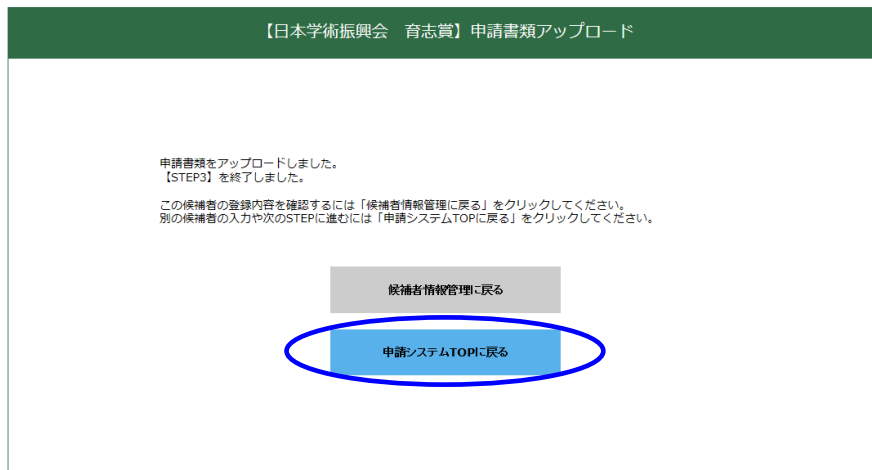 【日本学術振興会　育志賞】申請書類アップロード
申請書類をアップロードしました。
【STEP3】を終了しました。
この候補者の登録内容を確認するには「候補者情報管理に戻る」をクリックしてください。
別の候補者の入力や次のSTEPに進むには「申請システムTOPに戻る」をクリックしてください。
候補者情報管理に戻る
申請システムTOPに戻る